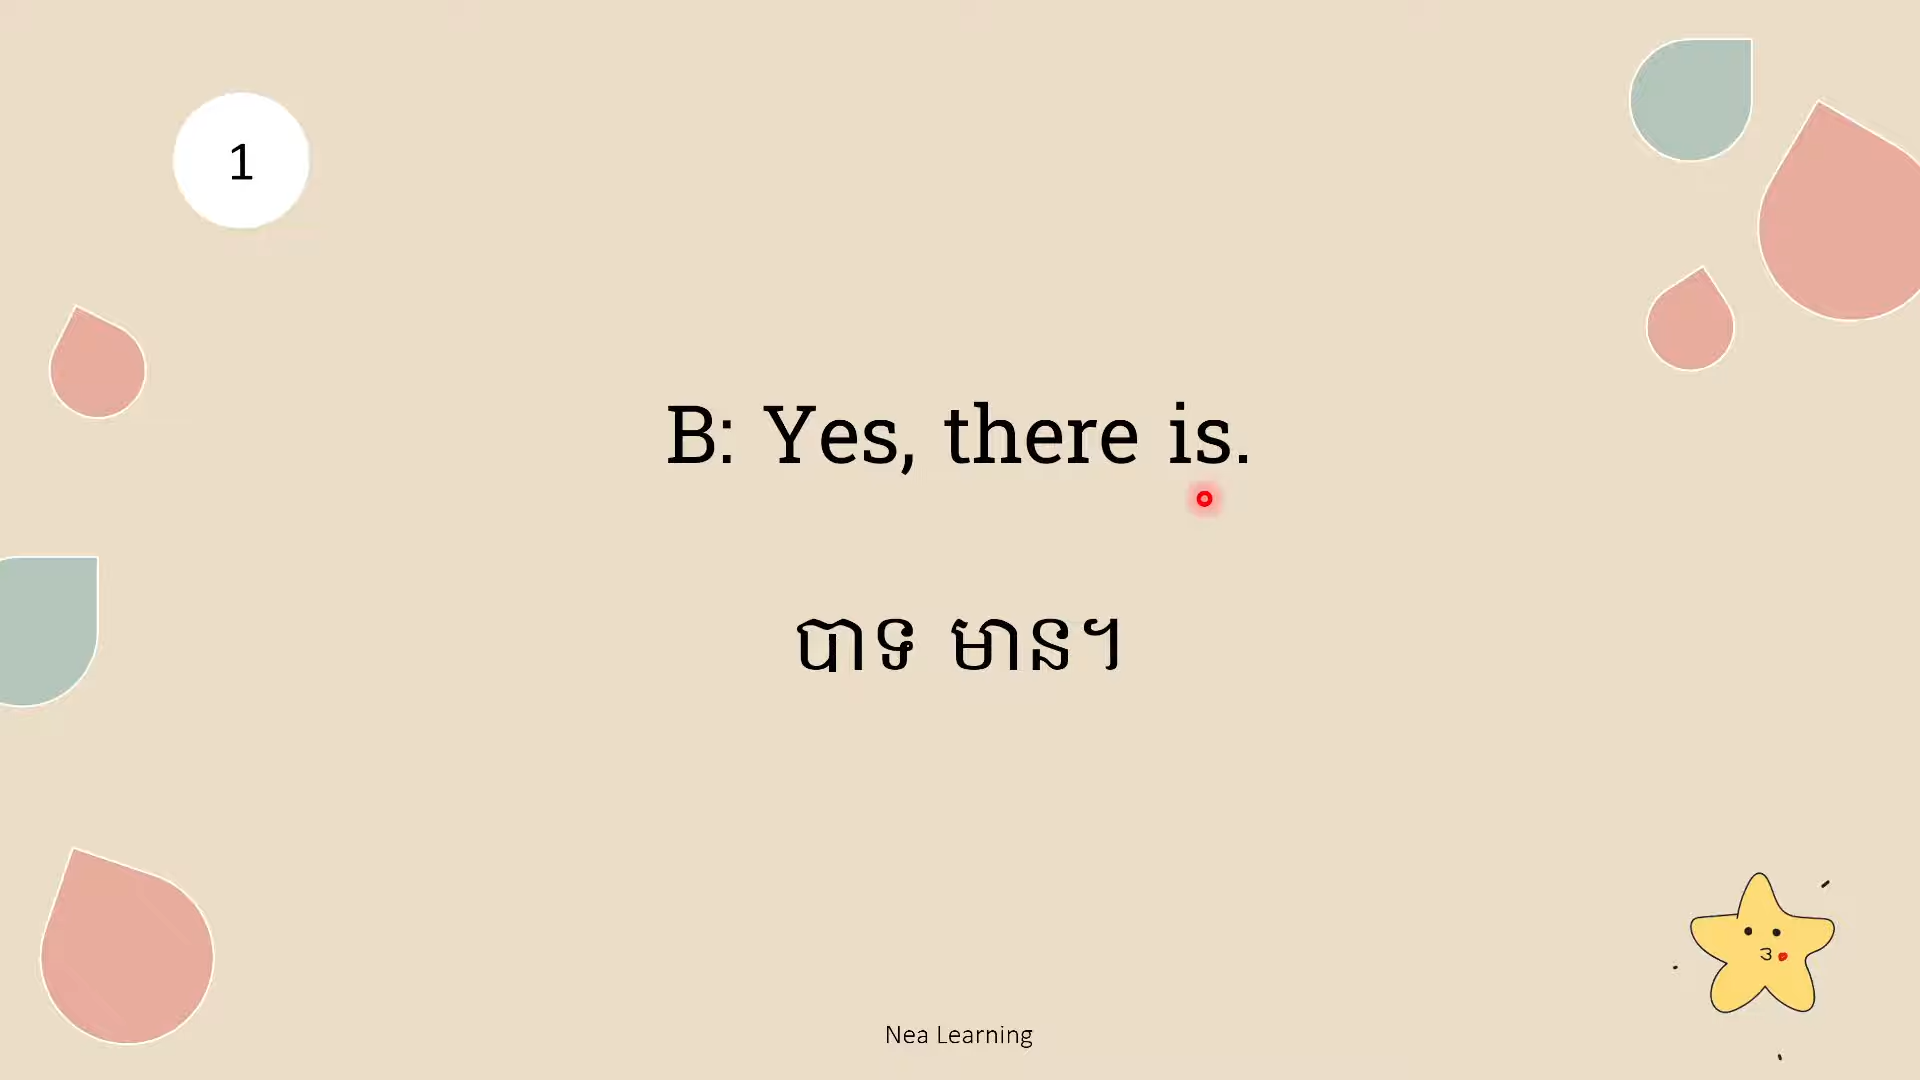 1
B: Yes, there is.
បាទ មាន។
Nea Learning